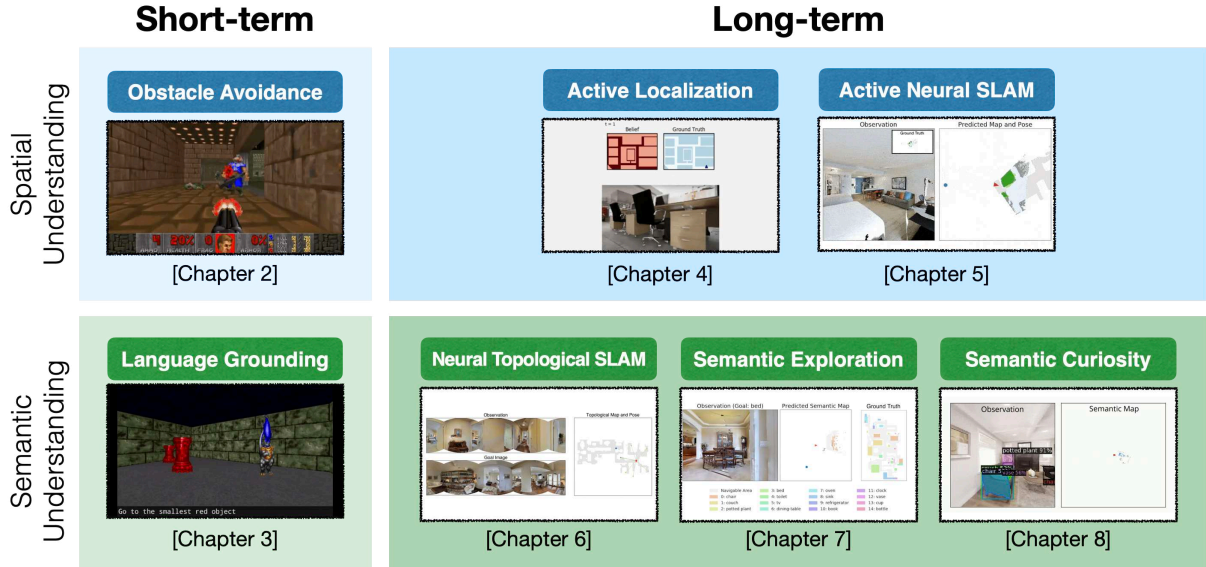 Short-term
Long-term
Spatial
Understanding
Obstacle Avoidance
[Chapter 2]
Active Localization
t = 1
Belief
Ground Truth
[Chapter 4]
Active Neural SLAM
Observation
Predicted Map and Pose
Ground Truth
[Chapter 5]
Semantic
Understanding
Language Grounding
Go to the smallest red object
[Chapter 3]
Neural Topological SLAM
Observation
Topological Map and Pose
Goal Image
[Chapter 6]
Semantic Exploration
Observation (Goal: bed)
Predicted Semantic Map
Ground Truth
Navigable Area
0: chair
1: couch
2: potted plant
3: bed
4: toilet
5: tv
6: dining-table
7: oven
8: sink
9: refrigerator
10: book
11: clock
12: vase
13: cup
14: bottle
[Chapter 7]
Semantic Curiosity
Observation
Semantic Map
potted plant 91%
[Chapter 8]